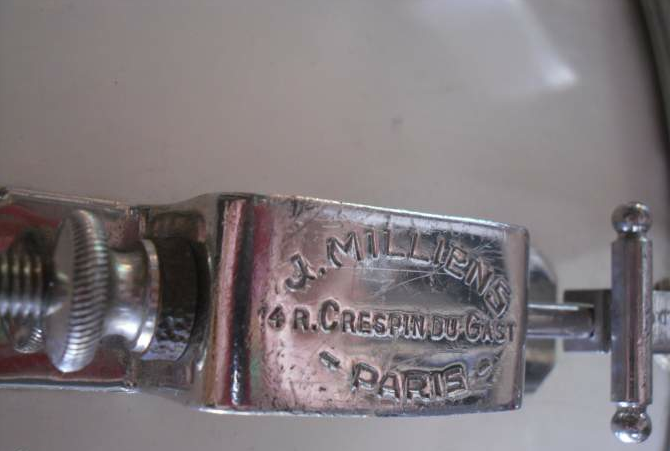 J. MILLIENS
14 R. CRESPIN.DU.GAST
- PARIS -